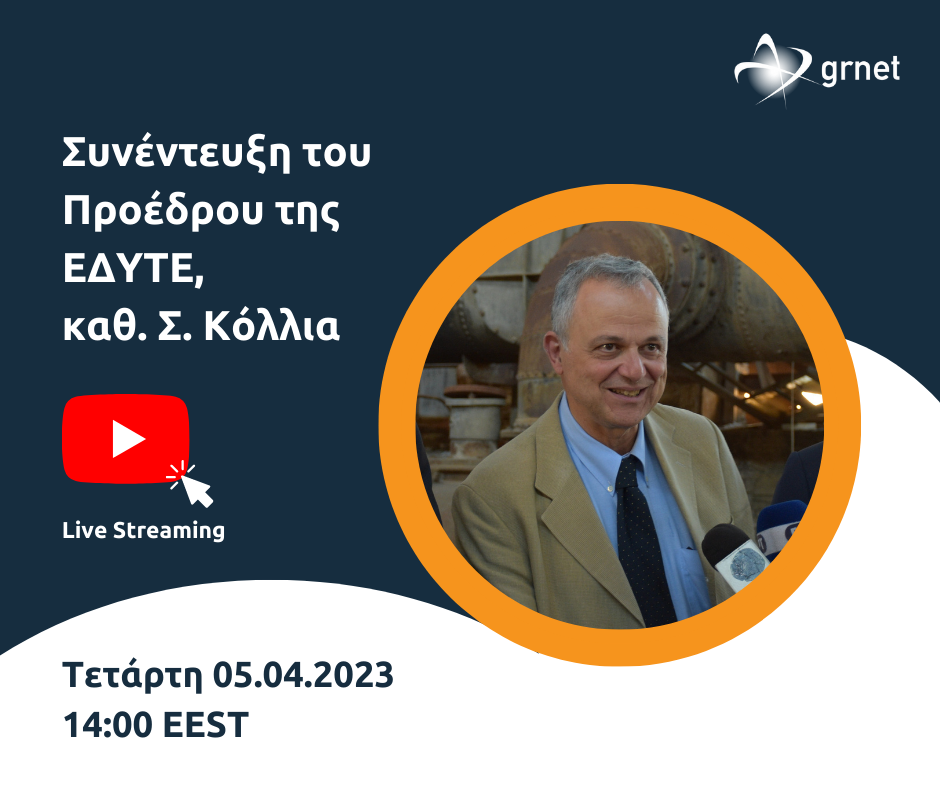 grnet
Συνέντευξη του
Προέδρου της
ΕΔΥΤΕ,
καθ. Σ. Κόλλια
Live Streaming
Τετάρτη 05.04.2023
14:00 EEST